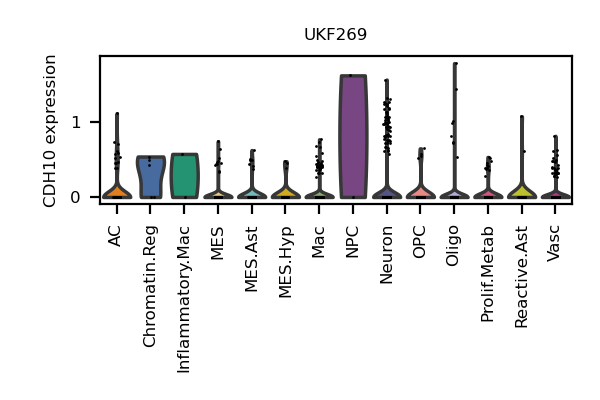 UKF269
CDH10 expression
1
0
AC
Chromatin.Reg
Inflammatory.Mac
MES
MES.Ast
MES.Hyp
Mac
NPC
Neuron
OPC
Oligo
Prolif.Metab
Reactive.Ast
Vasc